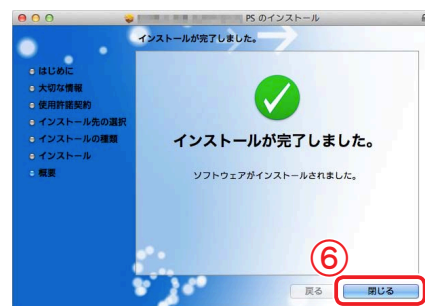 PS のインストール
インストールが完了しました。
はじめに
大切な情報
使用許諾契約
インストール先の選択
インストールの種類
インストール
概要
インストールが完了しました。
ソフトウェアがインストールされました。
⑥
戻る
閉じる